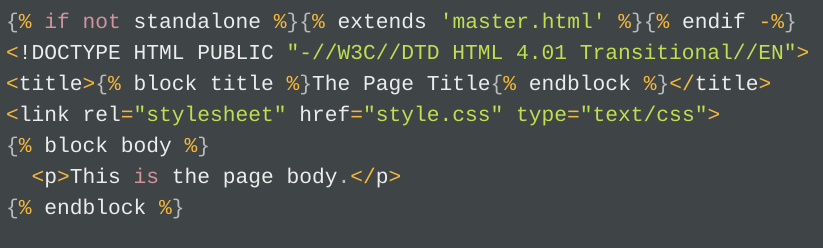 {% if not standalone %}{% extends 'master.html' %}{% endif -%}
<!DOCTYPE HTML PUBLIC "-//W3C//DTD HTML 4.01 Transitional//EN">
<title>{% block title %}The Page Title{% endblock %}</title>
<link rel="stylesheet" href="style.css" type="text/css">
{% block body %}
  <p>This is the page body.</p>
{% endblock %}